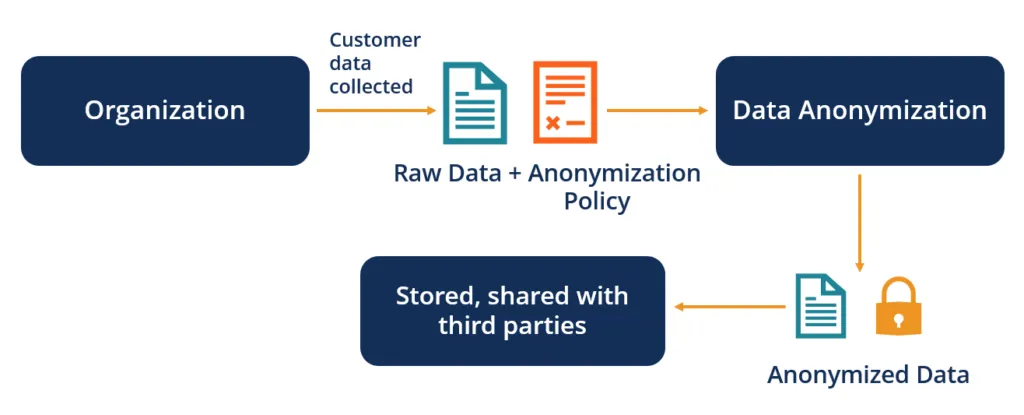 Organization
Customer
data
collected
Raw Data + Anonymization
Policy
Data Anonymization
Stored, shared with
third parties
Anonymized Data